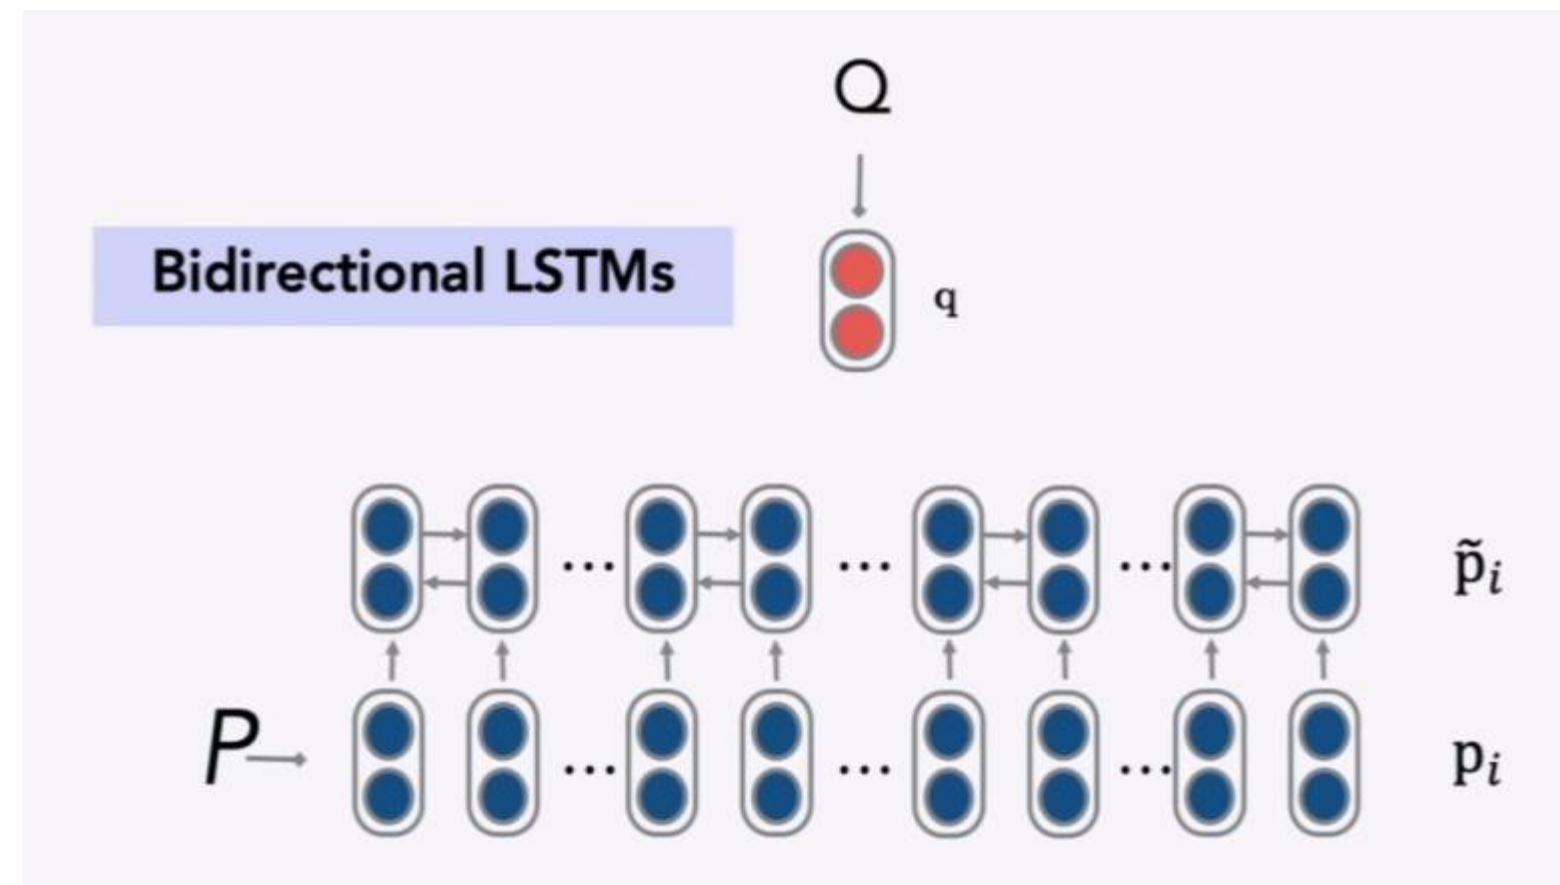 Q
Bidirectional LSTMs
q
... ... ... p̃ᵢ
P ... ... ... pᵢ